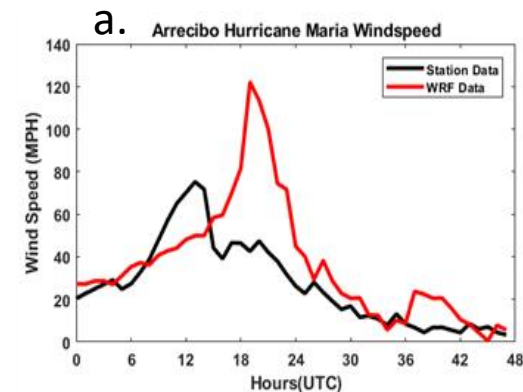 a.
Arrecibo Hurricane Maria Windspeed
140
120
100
80
60
40
20
0
Wind Speed (MPH)
Station Data
WRF Data
0 6 12 18 24 30 36 42 48
Hours(UTC)